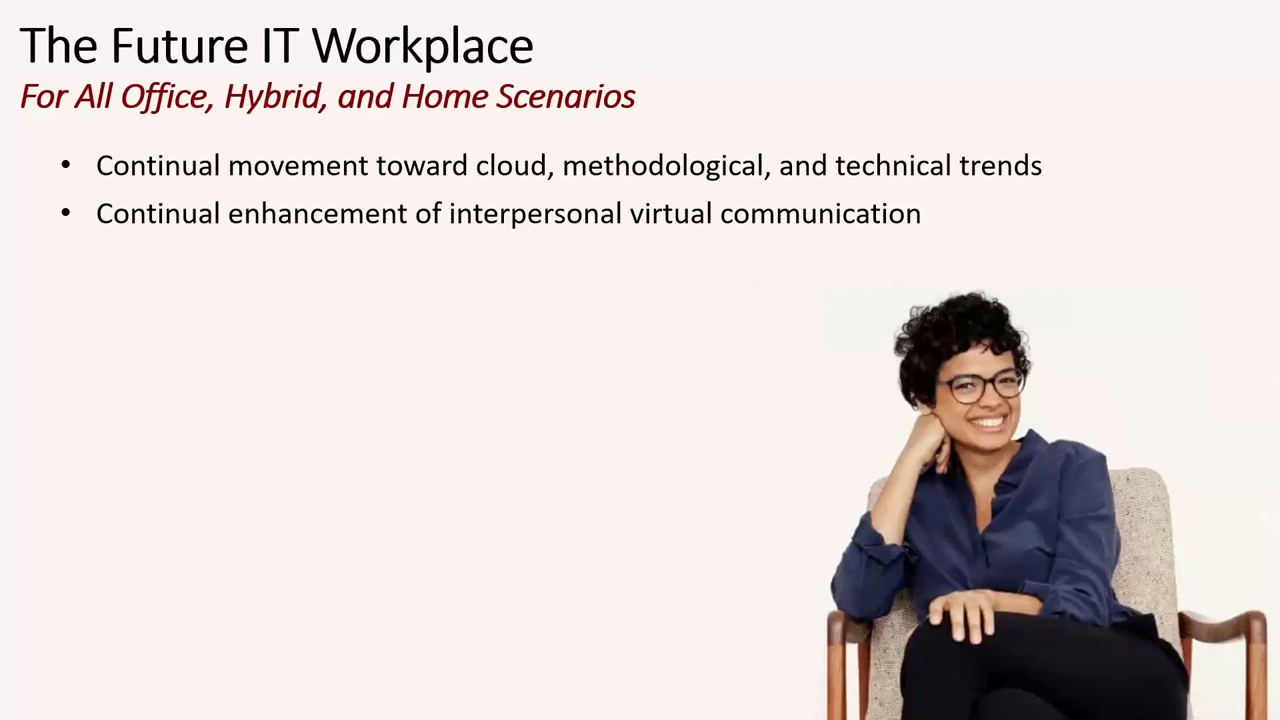 The Future IT Workplace
For All Office, Hybrid, and Home Scenarios
• Continual movement toward cloud, methodological, and technical trends
• Continual enhancement of interpersonal virtual communication